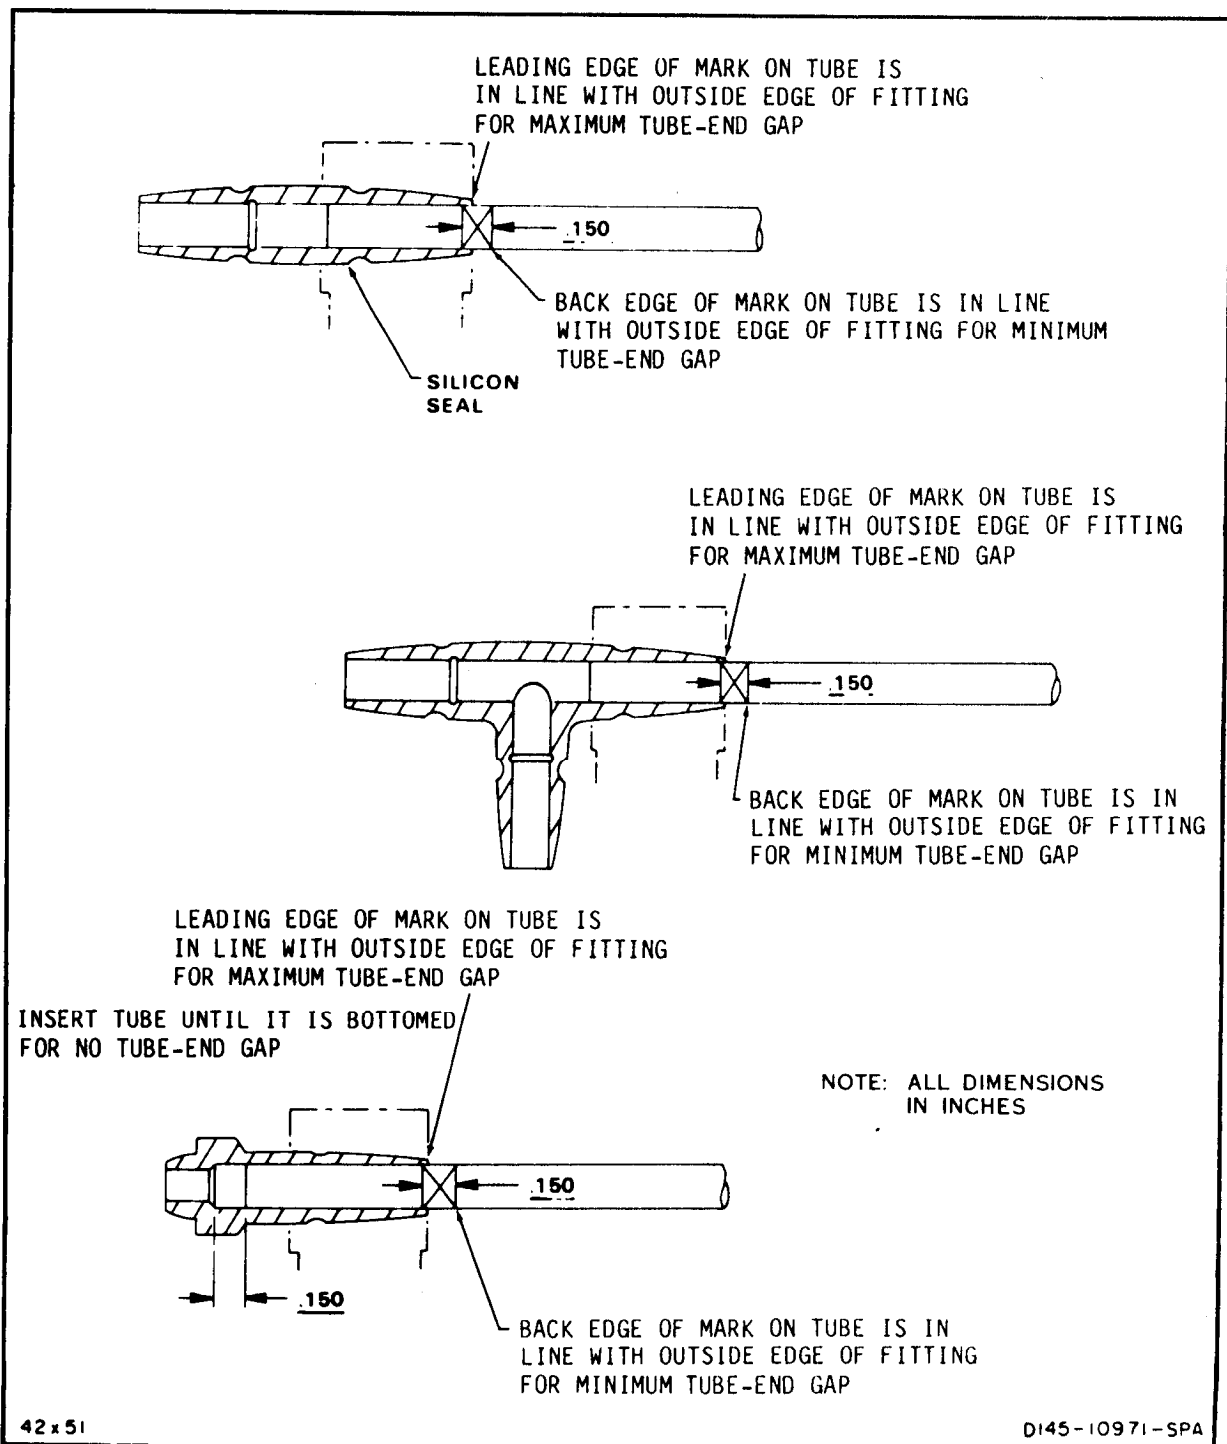 LEADING EDGE OF MARK ON TUBE IS
IN LINE WITH OUTSIDE EDGE OF FITTING
FOR MAXIMUM TUBE-END GAP
.150
BACK EDGE OF MARK ON TUBE IS IN LINE
WITH OUTSIDE EDGE OF FITTING FOR MINIMUM
TUBE-END GAP
SILICON
SEAL
LEADING EDGE OF MARK ON TUBE IS
IN LINE WITH OUTSIDE EDGE OF FITTING
FOR MAXIMUM TUBE-END GAP
.150
BACK EDGE OF MARK ON TUBE IS IN
LINE WITH OUTSIDE EDGE OF FITTING
FOR MINIMUM TUBE-END GAP
LEADING EDGE OF MARK ON TUBE IS
IN LINE WITH OUTSIDE EDGE OF FITTING
FOR MAXIMUM TUBE-END GAP
INSERT TUBE UNTIL IT IS BOTTOMED
FOR NO TUBE-END GAP
NOTE: ALL DIMENSIONS
IN INCHES
.150
.150
BACK EDGE OF MARK ON TUBE IS IN
LINE WITH OUTSIDE EDGE OF FITTING
FOR MINIMUM TUBE-END GAP
42x51
D145-10971-SPA